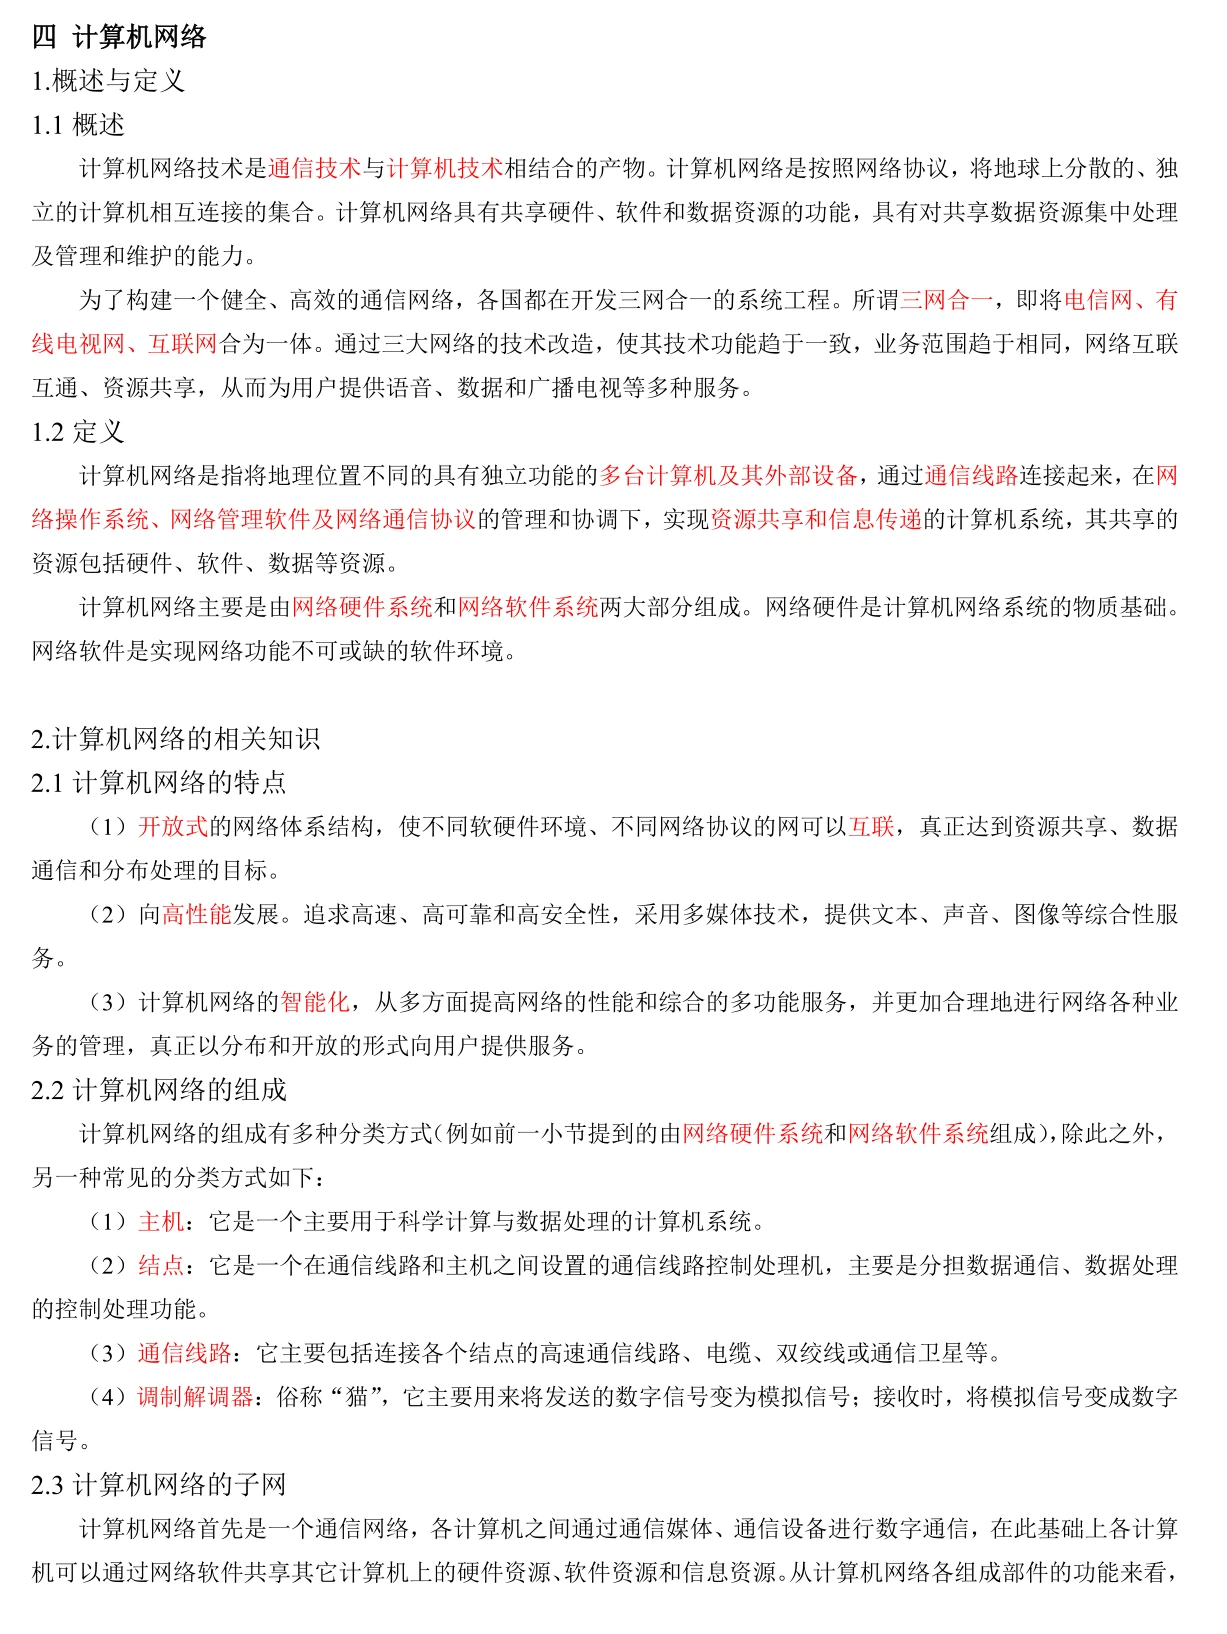 四 计算机网络
1.概述与定义
1.1 概述
计算机网络技术是通信技术与计算机技术相结合的产物。计算机网络是按照网络协议，将地球上分散的、独
立的计算机相互连接的集合。计算机网络具有共享硬件、软件和数据资源的功能，具有对共享数据资源集中处理
及管理和维护的能力。
为了构建一个健全、高效的通信网络，各国都在开发三网合一的系统工程。所谓三网合一，即将电信网、有
线电视网、互联网合为一体。通过三大网络的技术改造，使其技术功能趋于一致，业务范围趋于相同，网络互联
互通、资源共享，从而为用户提供语音、数据和广播电视等多种服务。
1.2 定义
计算机网络是指将地理位置不同的具有独立功能的多台计算机及其外部设备，通过通信线路连接起来，在网
络操作系统、网络管理软件及网络通信协议的管理和协调下，实现资源共享和信息传递的计算机系统，其共享的
资源包括硬件、软件、数据等资源。
计算机网络主要是由网络硬件系统和网络软件系统两大部分组成。网络硬件是计算机网络系统的物质基础。
网络软件是实现网络功能不可或缺的软件环境。
2.计算机网络的相关知识
2.1 计算机网络的特点
（1）开放式的网络体系结构，使不同软硬件环境、不同网络协议的网可以互联，真正达到资源共享、数据
通信和分布处理的目标。
（2）向高性能发展。追求高速、高可靠和高安全性，采用多媒体技术，提供文本、声音、图像等综合性服
务。
（3）计算机网络的智能化，从多方面提高网络的性能和综合的多功能服务，并更加合理地进行网络各种业
务的管理，真正以分布和开放的形式向用户提供服务。
2.2 计算机网络的组成
计算机网络的组成有多种分类方式（例如前一小节提到的由网络硬件系统和网络软件系统组成），除此之外，
另一种常见的分类方式如下：
（1）主机：它是一个主要用于科学计算与数据处理的计算机系统。
（2）结点：它是一个在通信线路和主机之间设置的通信线路控制处理机，主要是分担数据通信、数据处理
的控制处理功能。
（3）通信线路：它主要包括连接各个结点的高速通信线路、电缆、双绞线或通信卫星等。
（4）调制解调器：俗称“猫”，它主要用来将发送的数字信号变为模拟信号；接收时，将模拟信号变成数字
信号。
2.3 计算机网络的子网
计算机网络首先是一个通信网络，各计算机之间通过通信媒体、通信设备进行数字通信，在此基础上各计算
机可以通过网络软件共享其它计算机上的硬件资源、软件资源和信息资源。从计算机网络各组成部件的功能来看，